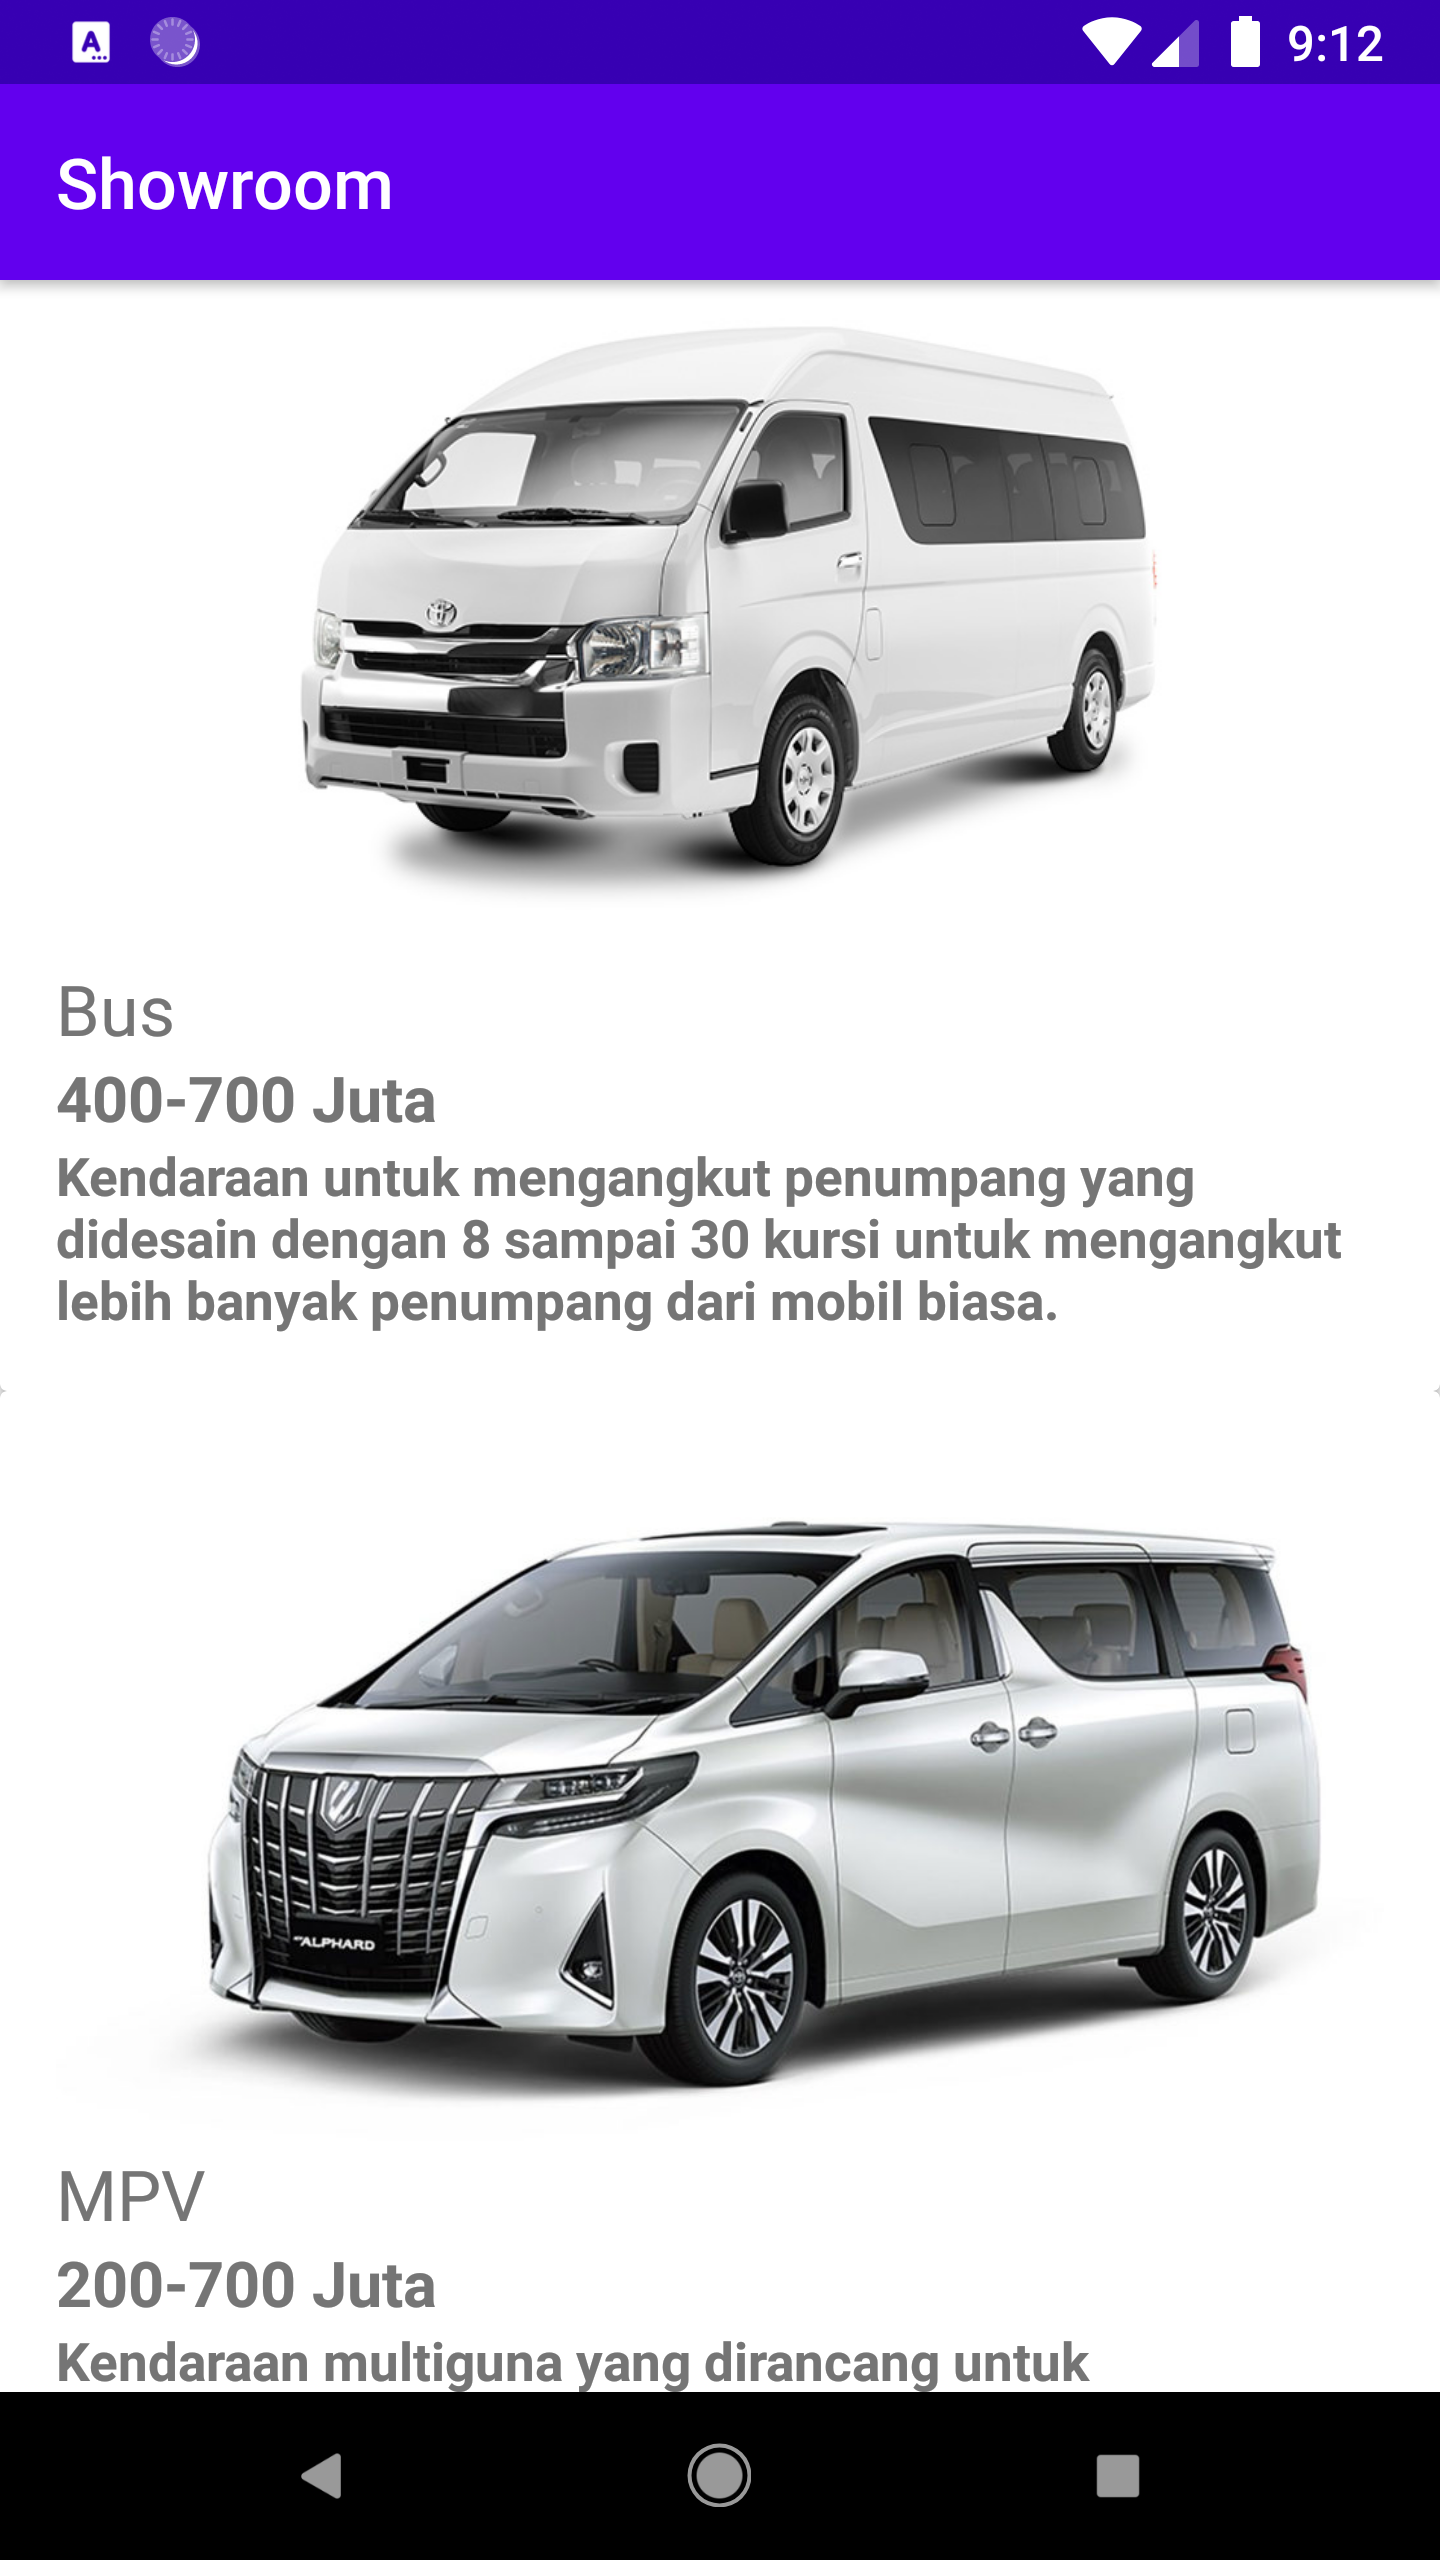 9:12
Showroom
Bus
400-700 Juta
Kendaraan untuk mengangkut penumpang yang
didesain dengan 8 sampai 30 kursi untuk mengangkut
lebih banyak penumpang dari mobil biasa.
ALPHARD
MPV
200-700 Juta
Kendaraan multiguna yang dirancang untuk